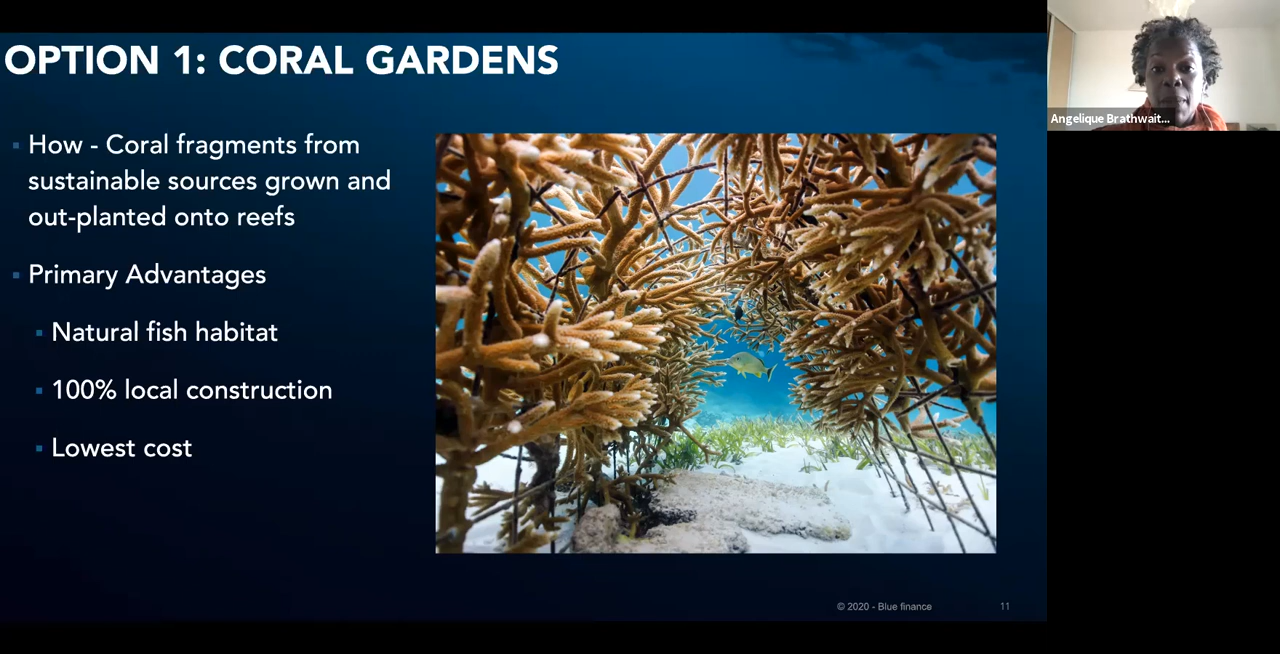 OPTION 1: CORAL GARDENS
How - Coral fragments from
sustainable sources grown and
out-planted onto reefs
Primary Advantages
Natural fish habitat
100% local construction
Lowest cost
© 2020 - Blue finance
11
Angelique Brathwait...